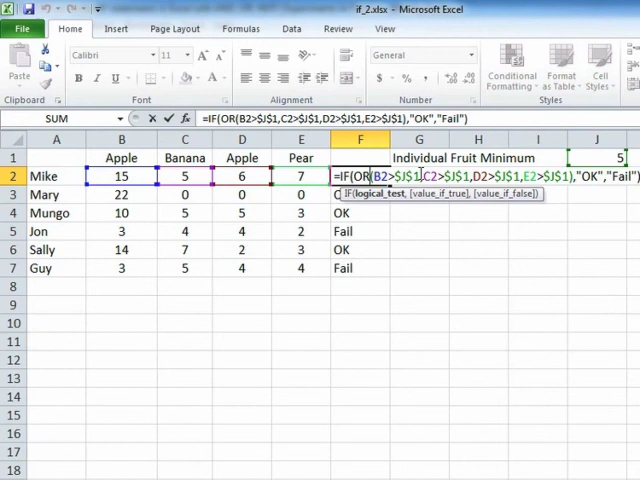 if_2.xlsx - Microsoft Excel
File Home Insert Page Layout Formulas Data Review View
Calibri 11 General
Paste Conditional Formatting Format as Table Cell Styles
Clipboard Font Alignment Number Styles
SUM =IF(OR(B2>$J$1,C2>$J$1,D2>$J$1,E2>$J$1),"OK","Fail")
A B C D E F G H I J
1 Apple Banana Apple Pear Individual Fruit Minimum 5
2 Mike 15 5 6 7 =IF(OR(B2>$J$1,C2>$J$1,D2>$J$1,E2>$J$1),"OK","Fail")
IF(logical_test, [value_if_true], [value_if_false])
3 Mary 22 0 0 0
4 Mungo 10 5 5 3 OK
5 Jon 3 4 4 2 Fail
6 Sally 14 7 2 3 OK
7 Guy 3 5 4 4 Fail
8
9
10
11
12
13
14
15
16
17
18